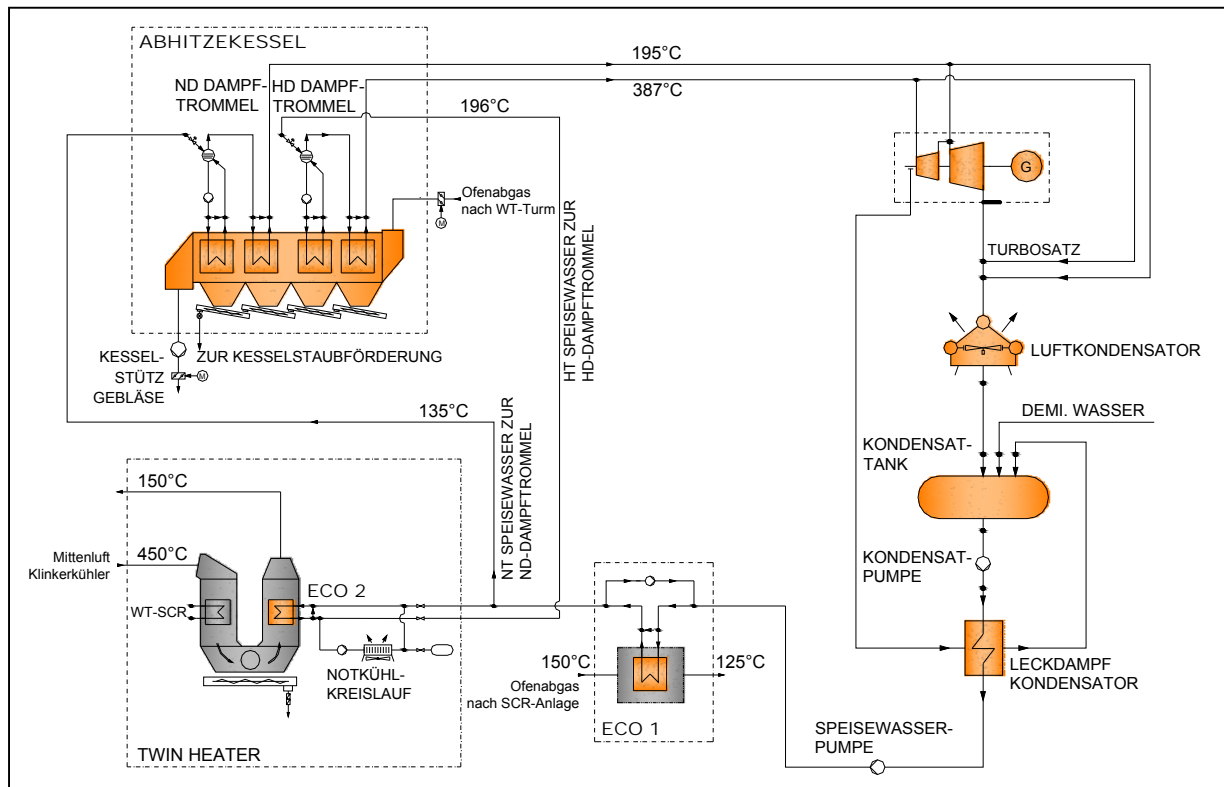 ABHITZEKESSEL
195°C
ND DAMPF-
TROMMEL
HD DAMPF-
TROMMEL
387°C
196°C
Ofenabgas
nach WT-Turm
M
G
TURBOSATZ
HT SPEISEWASSER ZUR
HD-DAMPFTROMMEL
KESSEL-
STÜTZ
GEBLÄSE
M
ZUR KESSELSTAUBFÖRDERUNG
LUFTKONDENSATOR
135°C
DEMI. WASSER
NT SPEISEWASSER ZUR
ND-DAMPFTROMMEL
KONDENSAT-
TANK
150°C
Mittenluft
Klinkerkühler
450°C
ECO 2
WT-SCR
KONDENSAT-
PUMPE
NOTKÜHL-
KREISLAUF
150°C
125°C
Ofenabgas
nach SCR-Anlage
ECO 1
LECKDAMPF
KONDENSATOR
SPEISEWASSER-
PUMPE
TWIN HEATER